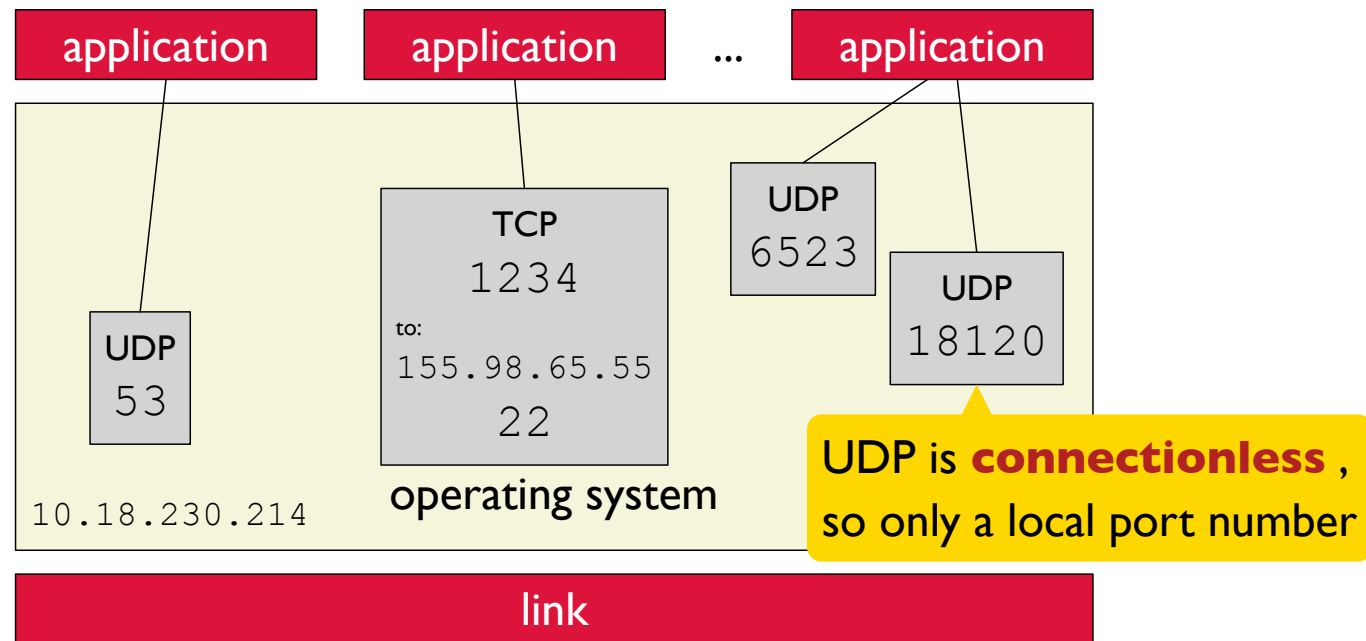 application
application
...
application
UDP
53
TCP
1234
to:
155.98.65.55
22
UDP
6523
UDP
18120
10.18.230.214
operating system
UDP is connectionless ,
so only a local port number
link